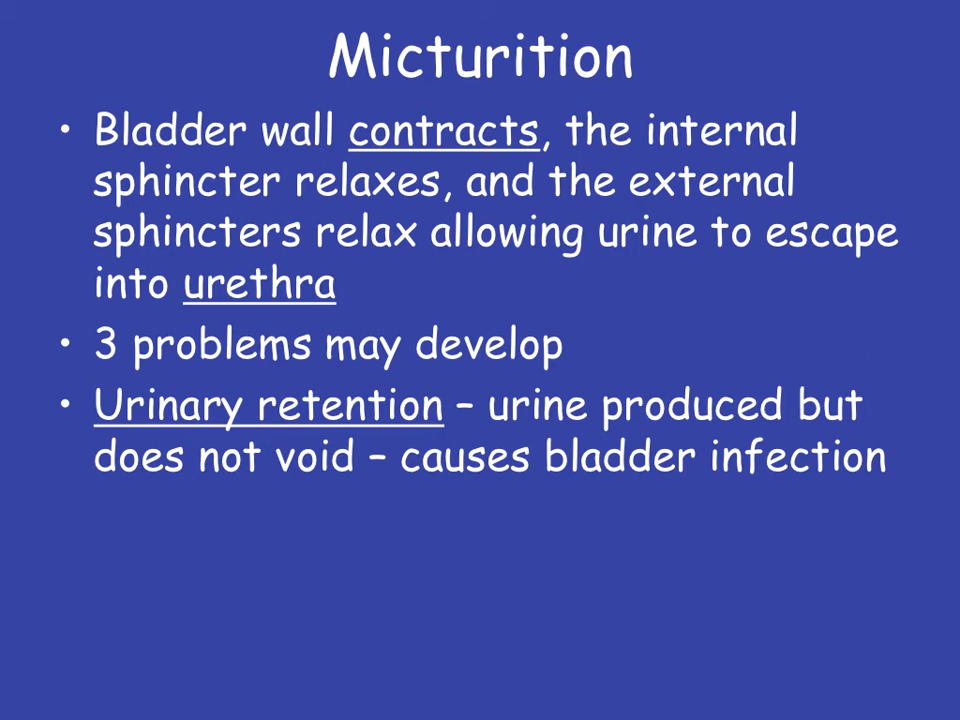 Micturition
• Bladder wall contracts, the internal
sphincter relaxes, and the external
sphincters relax allowing urine to escape
into urethra
• 3 problems may develop
• Urinary retention – urine produced but
does not void – causes bladder infection